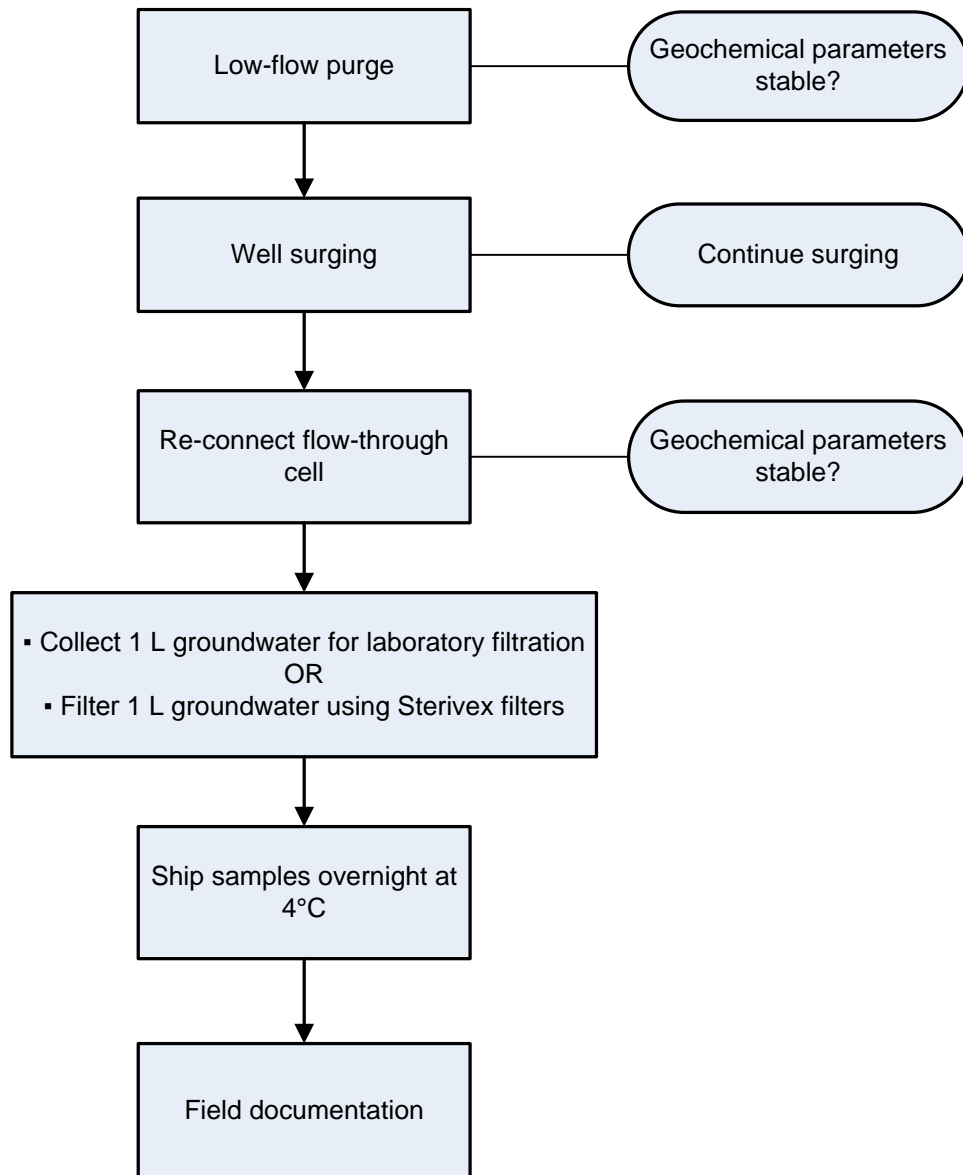 Low-flow purge
Geochemical parameters
stable?
Well surging
Continue surging
Re-connect flow-through
cell
Geochemical parameters
stable?
▪ Collect 1 L groundwater for laboratory filtration
OR
▪ Filter 1 L groundwater using Sterivex filters
Ship samples overnight at
4°C
Field documentation